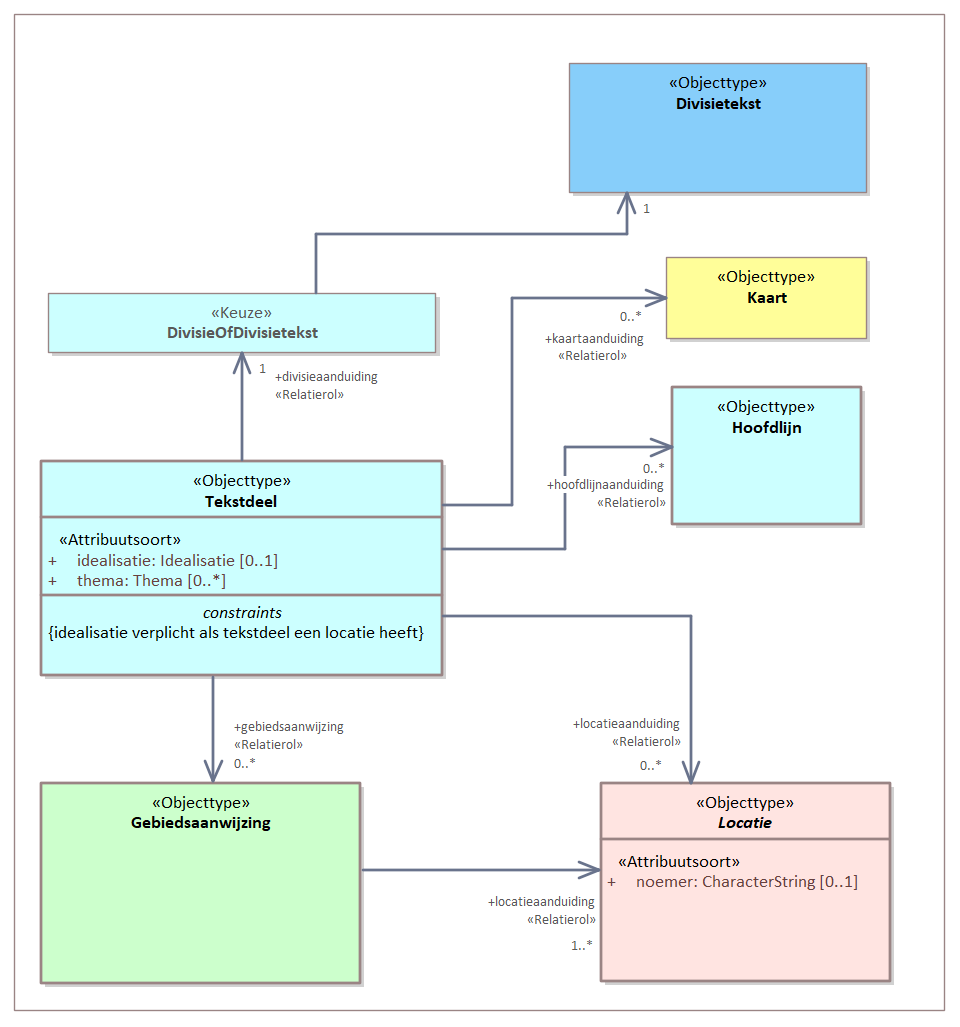 «Objecttype»
Divisietekst
1
«Keuze»
DivisieOfDivisietekst
1
+divisieaanduiding
«Relatierol»
«Objecttype»
Kaart
0..*
+kaartaanduiding
«Relatierol»
«Objecttype»
Hoofdlijn
0..*
+hoofdlijnaanduiding
«Relatierol»
«Objecttype»
Tekstdeel
«Attribuutsoort»
+ idealisatie: Idealisatie [0..1]
+ thema: Thema [0..*]
constraints
{idealisatie verplicht als tekstdeel een locatie heeft}
+gebiedsaanwijzing
«Relatierol»
0..*
+locatieaanduiding
«Relatierol»
0..*
«Objecttype»
Gebiedsaanwijzing
«Objecttype»
Locatie
«Attribuutsoort»
+ noemer: CharacterString [0..1]
+locatieaanduiding
«Relatierol»
1..*